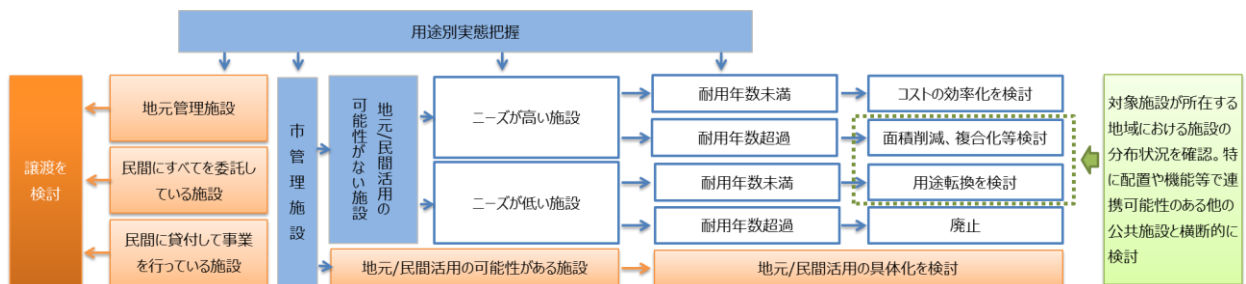 用途別実態把握
譲渡を
検討
地元管理施設
民間にすべてを委託し
ている施設
民間に貸付して事業
を行っている施設
市管理施設
地元/民間活用の
可能性がない施設
ニーズが高い施設
ニーズが低い施設
耐用年数未満
耐用年数超過
耐用年数未満
耐用年数超過
コストの効率化を検討
面積削減、複合化等検討
用途転換を検討
廃止
地元/民間活用の可能性がある施設
地元/民間活用の具体化を検討
対象施設が所在する
地域における施設の
分布状況を確認。特
に配置や機能等で連
携可能性のある他の
公共施設と横断的に
検討